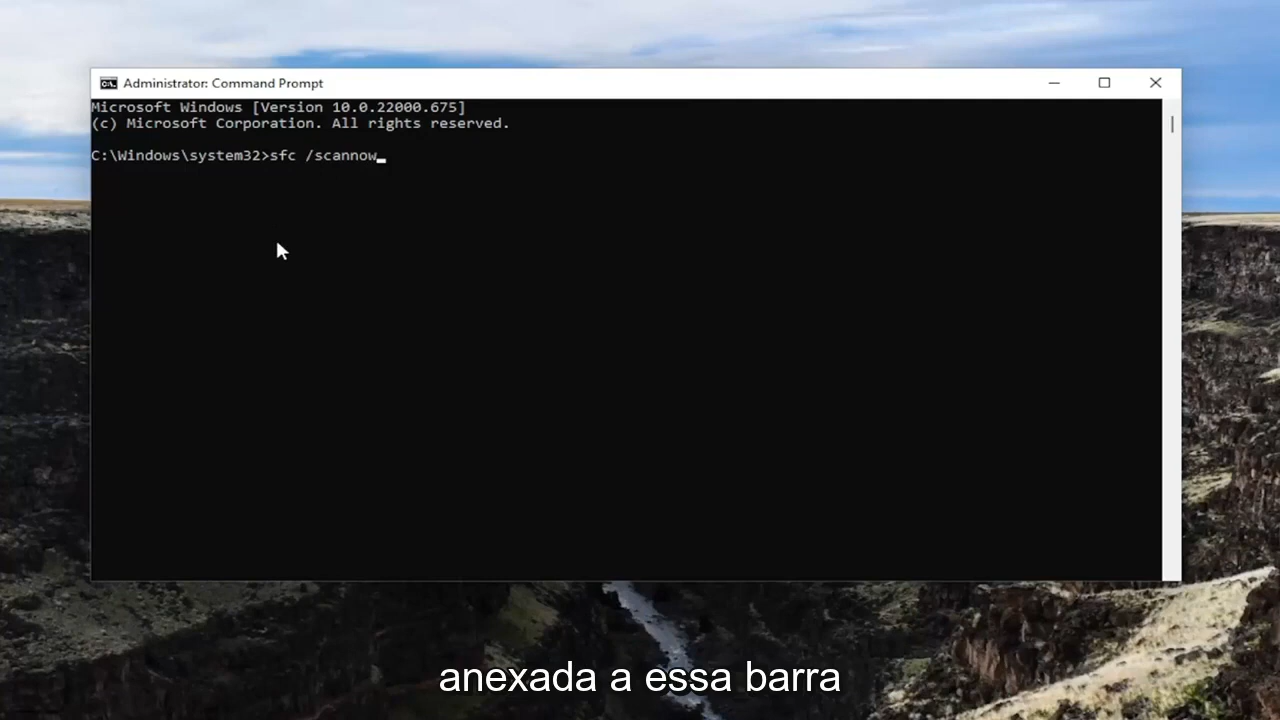 Administrator: Command Prompt
Microsoft Windows [Version 10.0.22000.675]
(c) Microsoft Corporation. All rights reserved.
C:\Windows\system32>sfc /scannow
anexada a essa barra